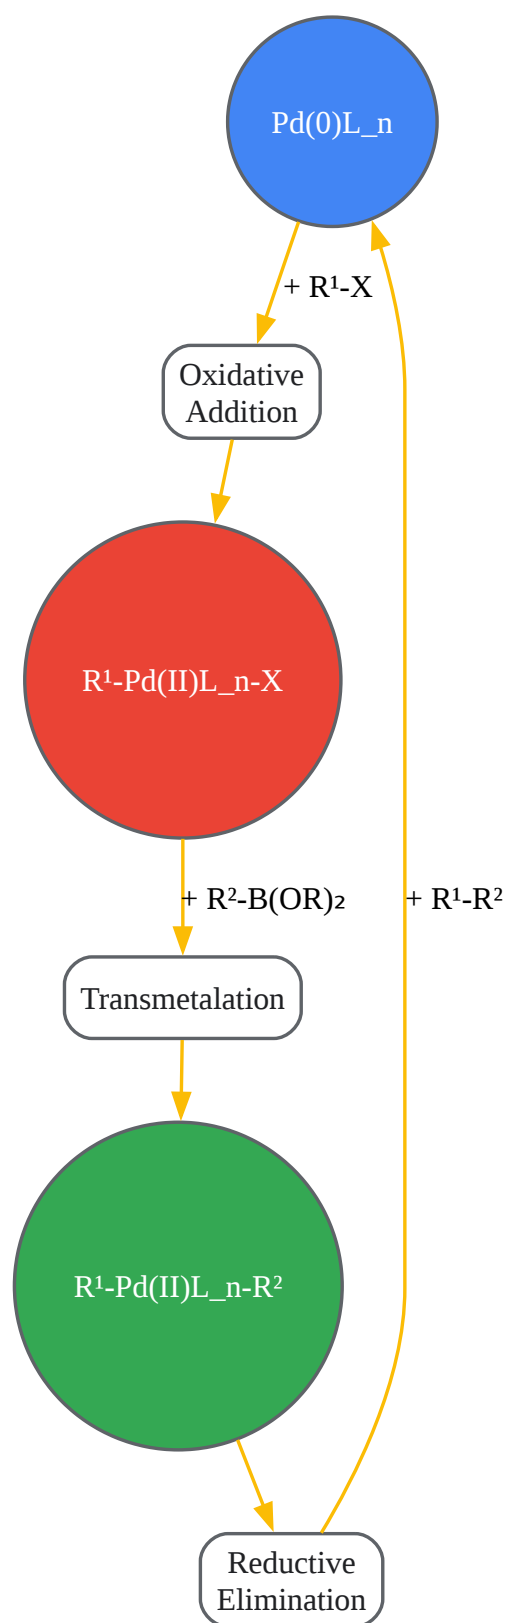 Pd(0)L_n
+ R¹-X
Oxidative
Addition
R¹-Pd(II)L_n-X
+ R²-B(OR)₂
+ R¹-R²
Transmetalation
R¹-Pd(II)L_n-R²
Reductive
Elimination